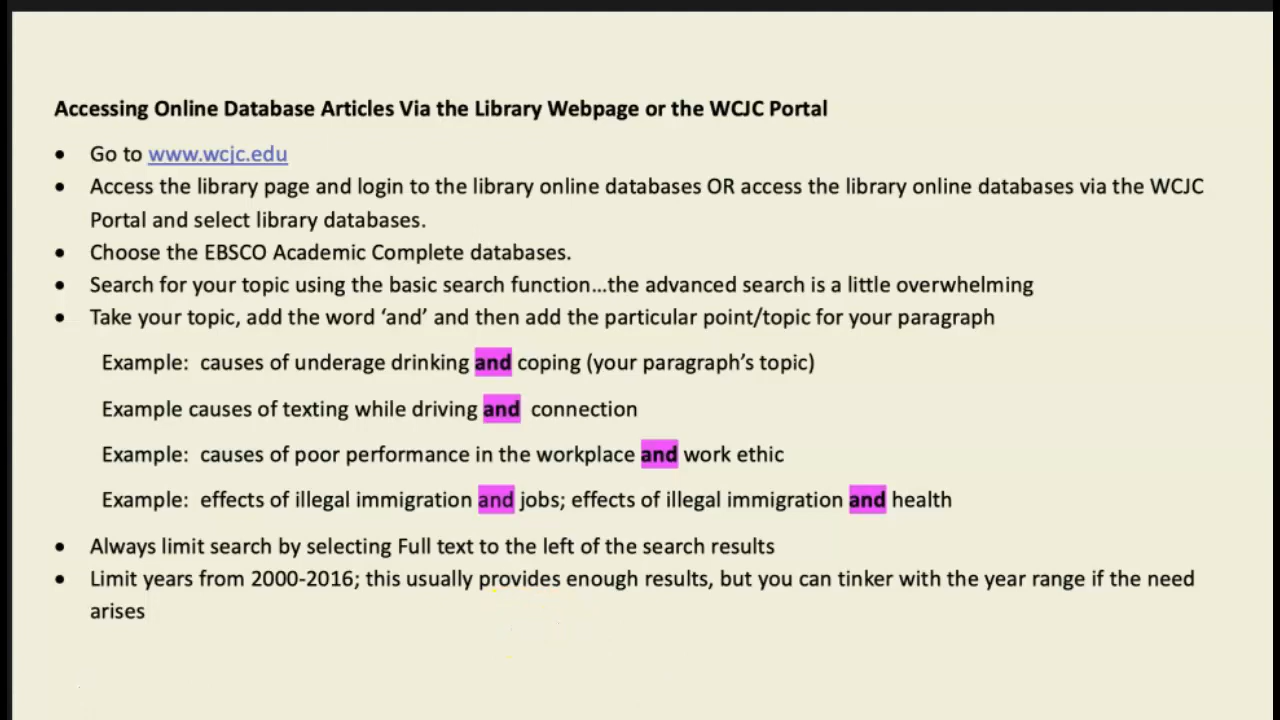 Accessing Online Database Articles Via the Library Webpage or the WCJC Portal
• Go to www.wcjc.edu
• Access the library page and login to the library online databases OR access the library online databases via the WCJC
Portal and select library databases.
• Choose the EBSCO Academic Complete databases.
• Search for your topic using the basic search function…the advanced search is a little overwhelming
• Take your topic, add the word ‘and’ and then add the particular point/topic for your paragraph
Example:  causes of underage drinking and coping (your paragraph’s topic)
Example causes of texting while driving and  connection
Example:  causes of poor performance in the workplace and work ethic
Example:  effects of illegal immigration and jobs; effects of illegal immigration and health
• Always limit search by selecting Full text to the left of the search results
• Limit years from 2000-2016; this usually provides enough results, but you can tinker with the year range if the need
arises